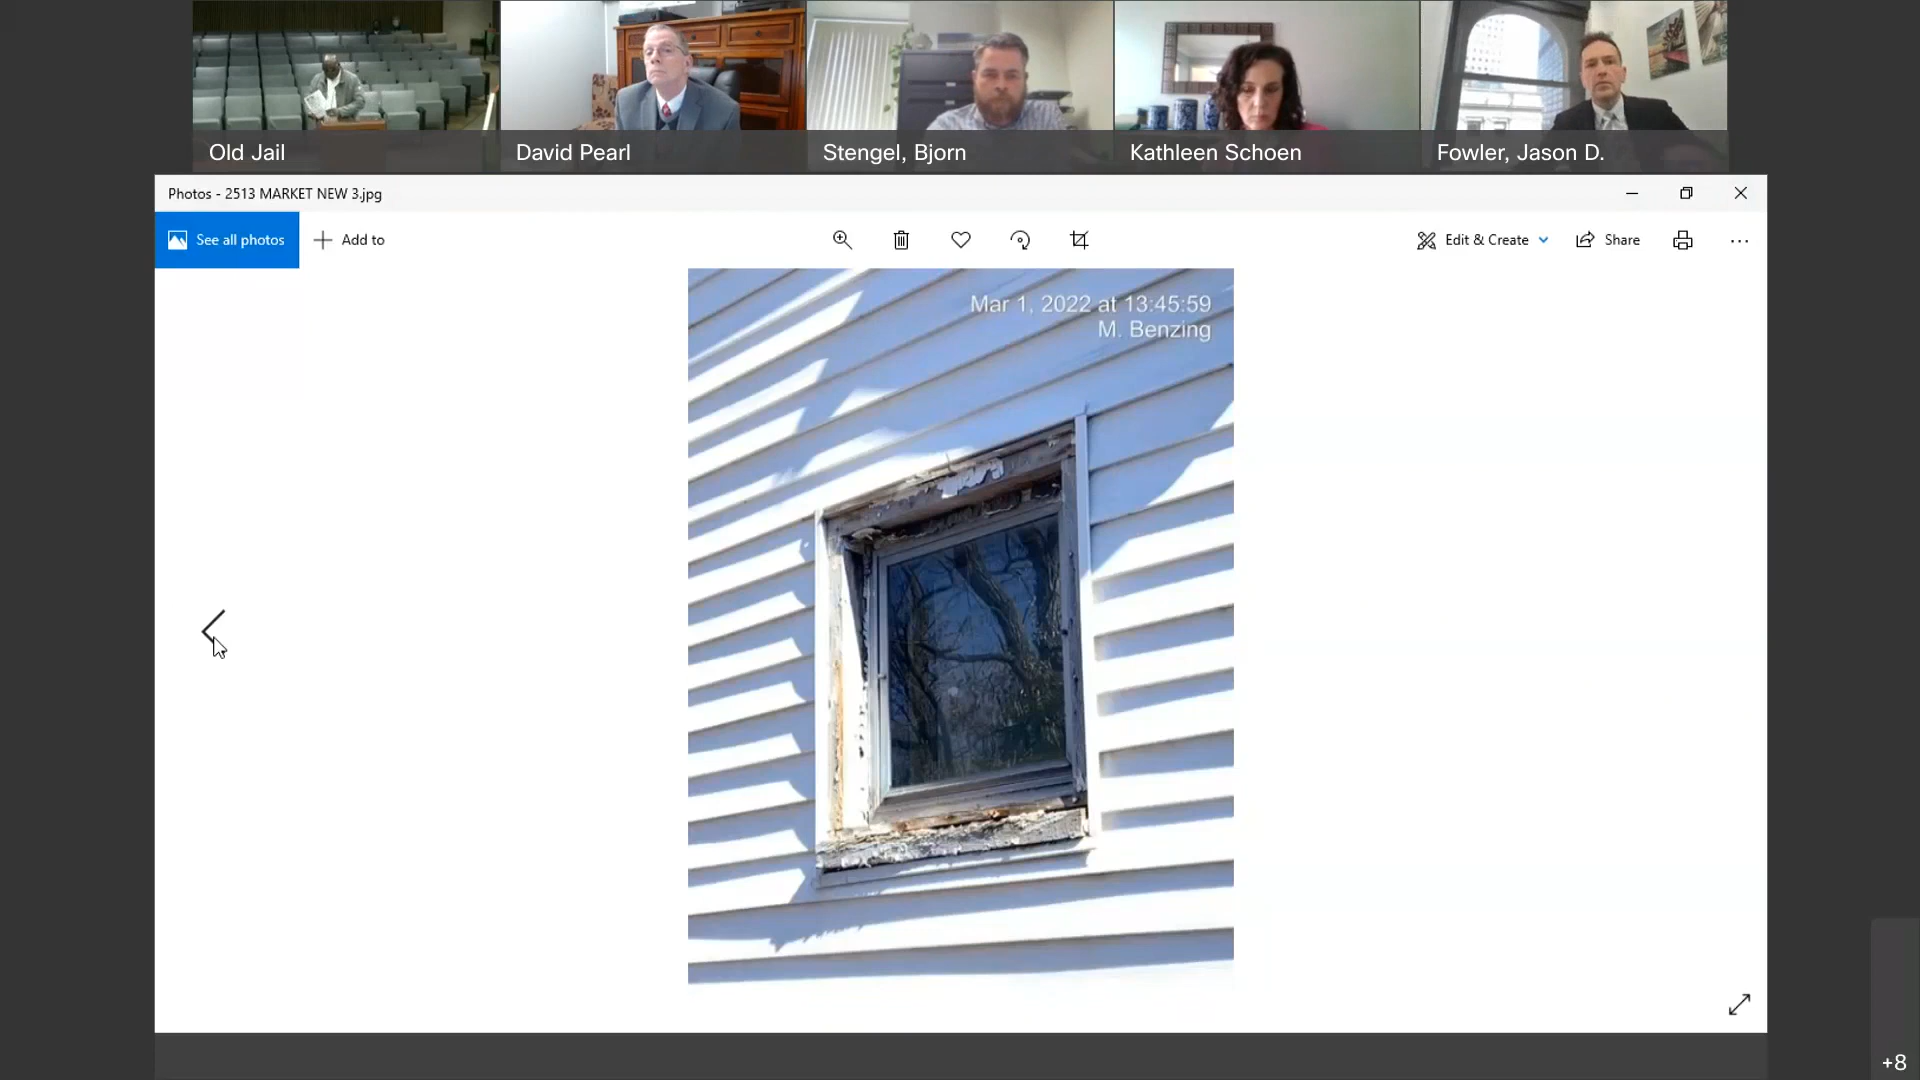 Old Jail
David Pearl
Stengel, Bjorn
Kathleen Schoen
Fowler, Jason D.
Photos - 2513 MARKET NEW 3.jpg
See all photos
Add to
Edit & Create
Share
Mar 1, 2022 at 13:45:59
M. Benzing
+8